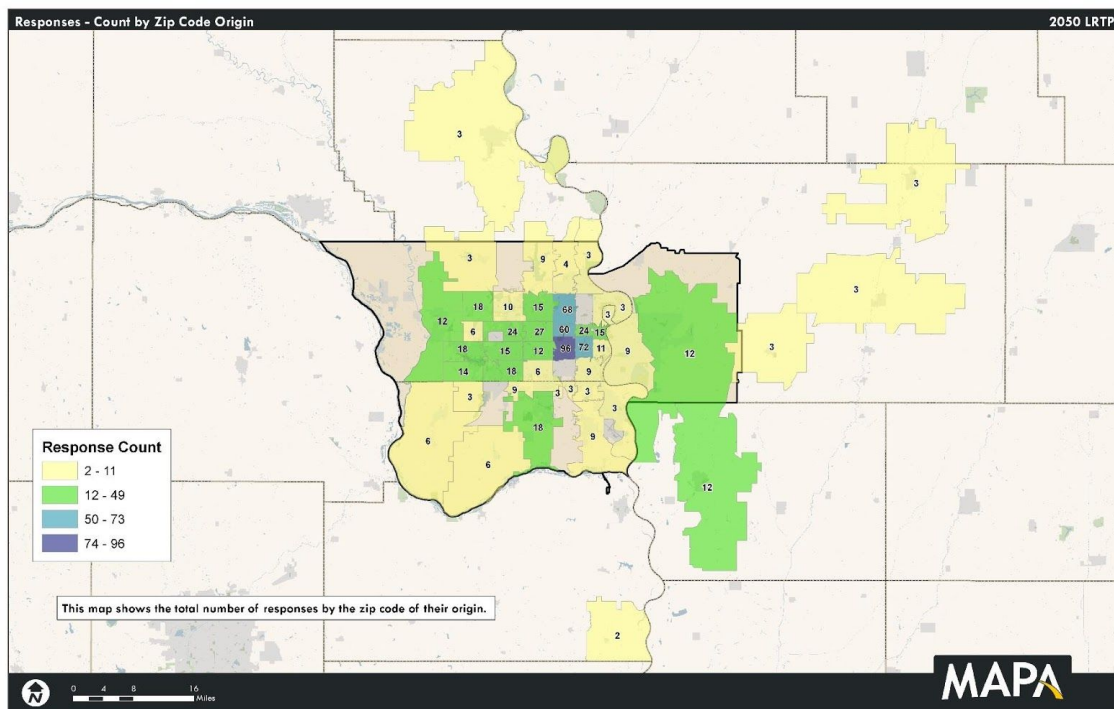 Responses - Count by Zip Code Origin 2050 LRTP
3
3
3 9 4 3
3
18 10 15 68 3 3
12
6 24 27 60 24 15
18 15 12 96 72 11 9 12 3
14 18 6 9
3 9 3 3 3
3
18
6 9
6
12
Response Count
2 - 11
12 - 49
50 - 73
74 - 96
This map shows the total number of responses by the zip code of their origin.
2
N
0 4 8 16
Miles
MAPA